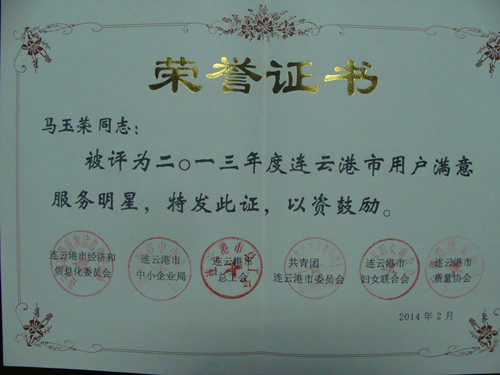 荣誉证书
马玉荣同志：
被评为二〇一三年度连云港市用户满意
服务明星，特发此证，以资鼓励。
连云港市经济和
信息化委员会
连云港市
中小企业局
连云港市
总工会
共青团
连云港市委员会
连云港市
妇女联合会
连云港市
质量协会
2014年2月